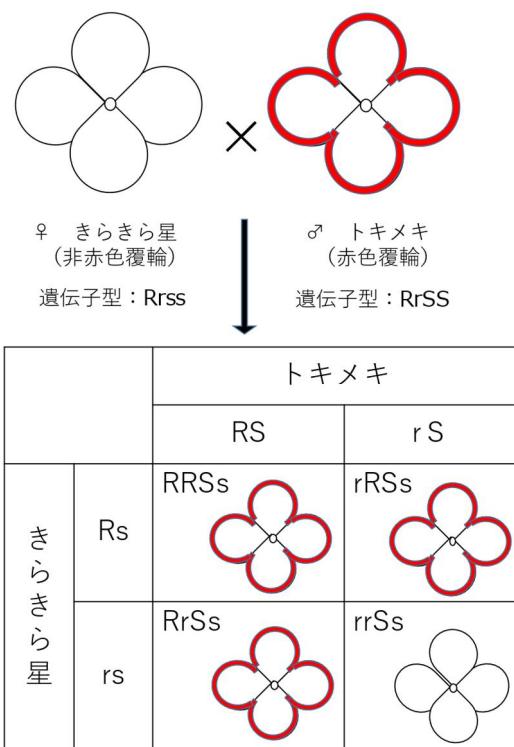 ♀ きらきら星
(非赤色覆輪)
遺伝子型：Rrss
♂ トキメキ
(赤色覆輪)
遺伝子型：RrSS
トキメキ
RS
rS
きらきら星
Rs
RRSs
rRSs
rs
RrSs
rrSs